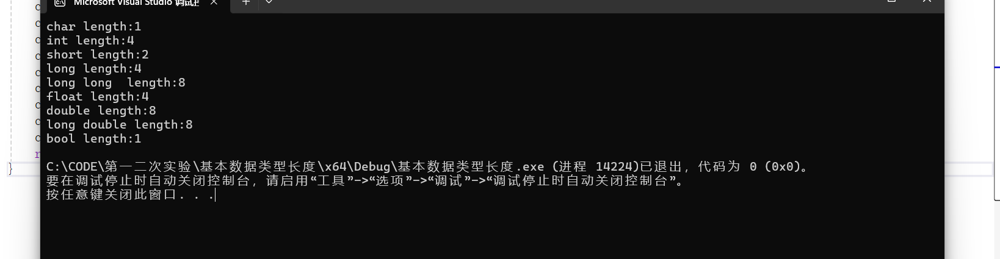 Microsoft Visual Studio 调试控
char length:1
int length:4
short length:2
long length:4
long long  length:8
float length:4
double length:8
long double length:8
bool length:1
C:\CODE\第一二次实验\基本数据类型长度\x64\Debug\基本数据类型长度.exe (进程 14224)已退出，代码为 0 (0x0)。
要在调试停止时自动关闭控制台，请启用“工具”->“选项”->“调试”->“调试停止时自动关闭控制台”。
按任意键关闭此窗口. . .
c
c
c
c
c
c
c
c
c
r
}